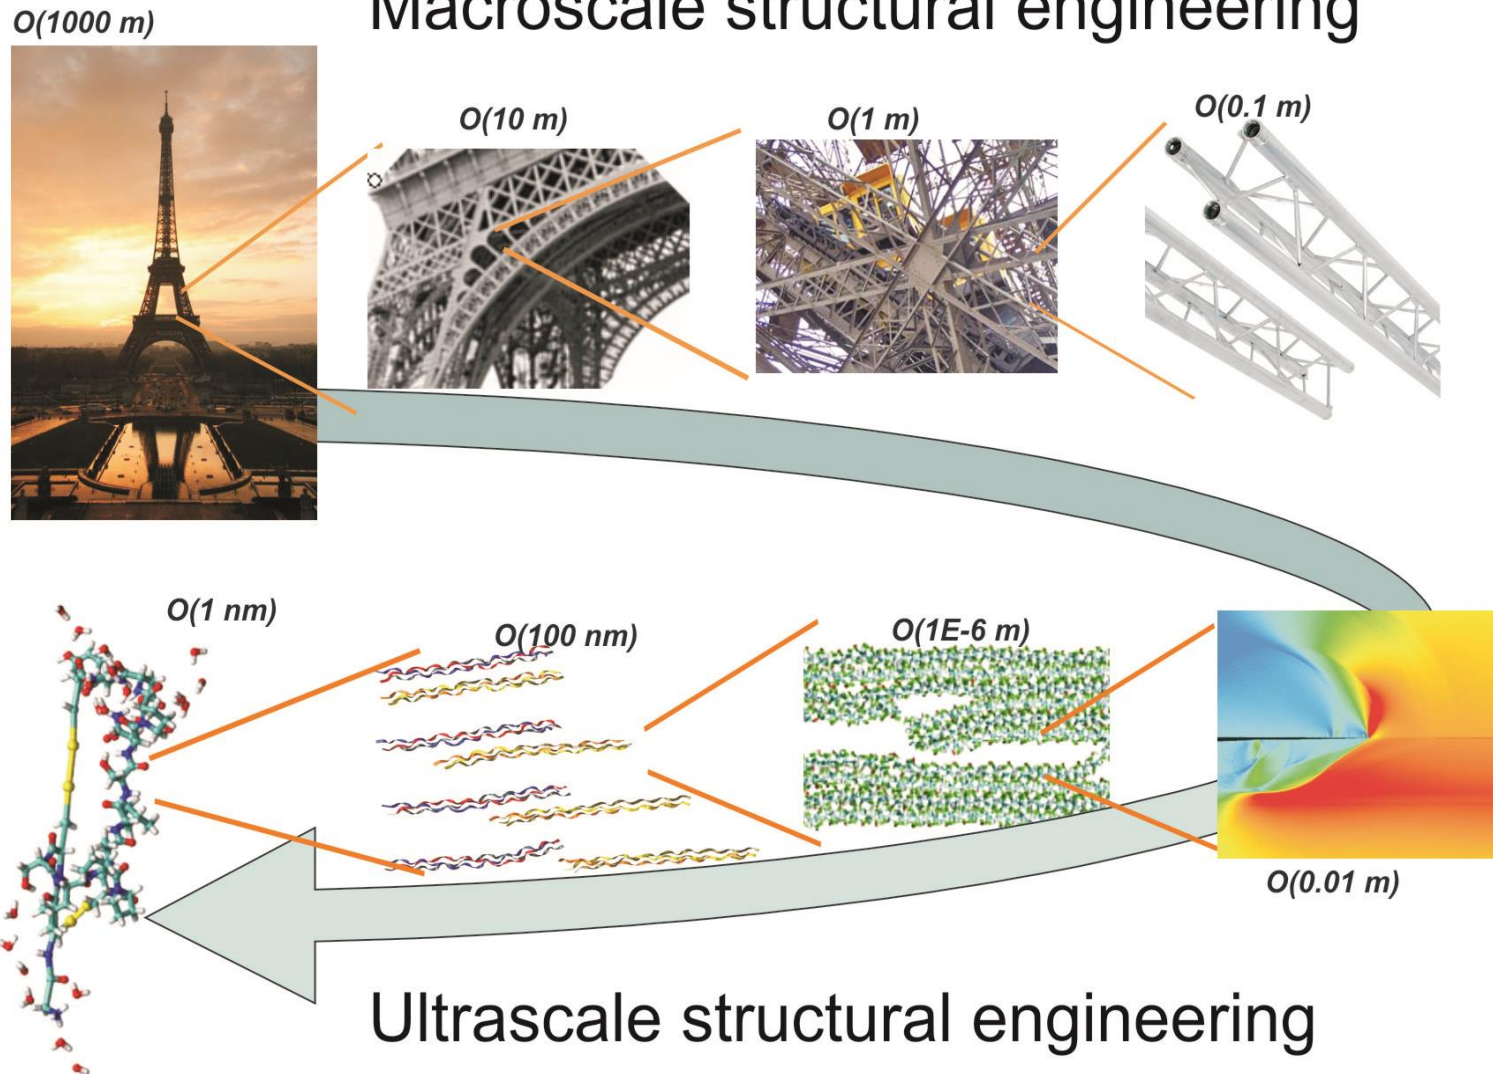 Macroscale structural engineering
O(1000 m)
O(10 m)
O(1 m)
O(0.1 m)
O(1 nm)
O(100 nm)
O(1E-6 m)
O(0.01 m)
Ultrascale structural engineering